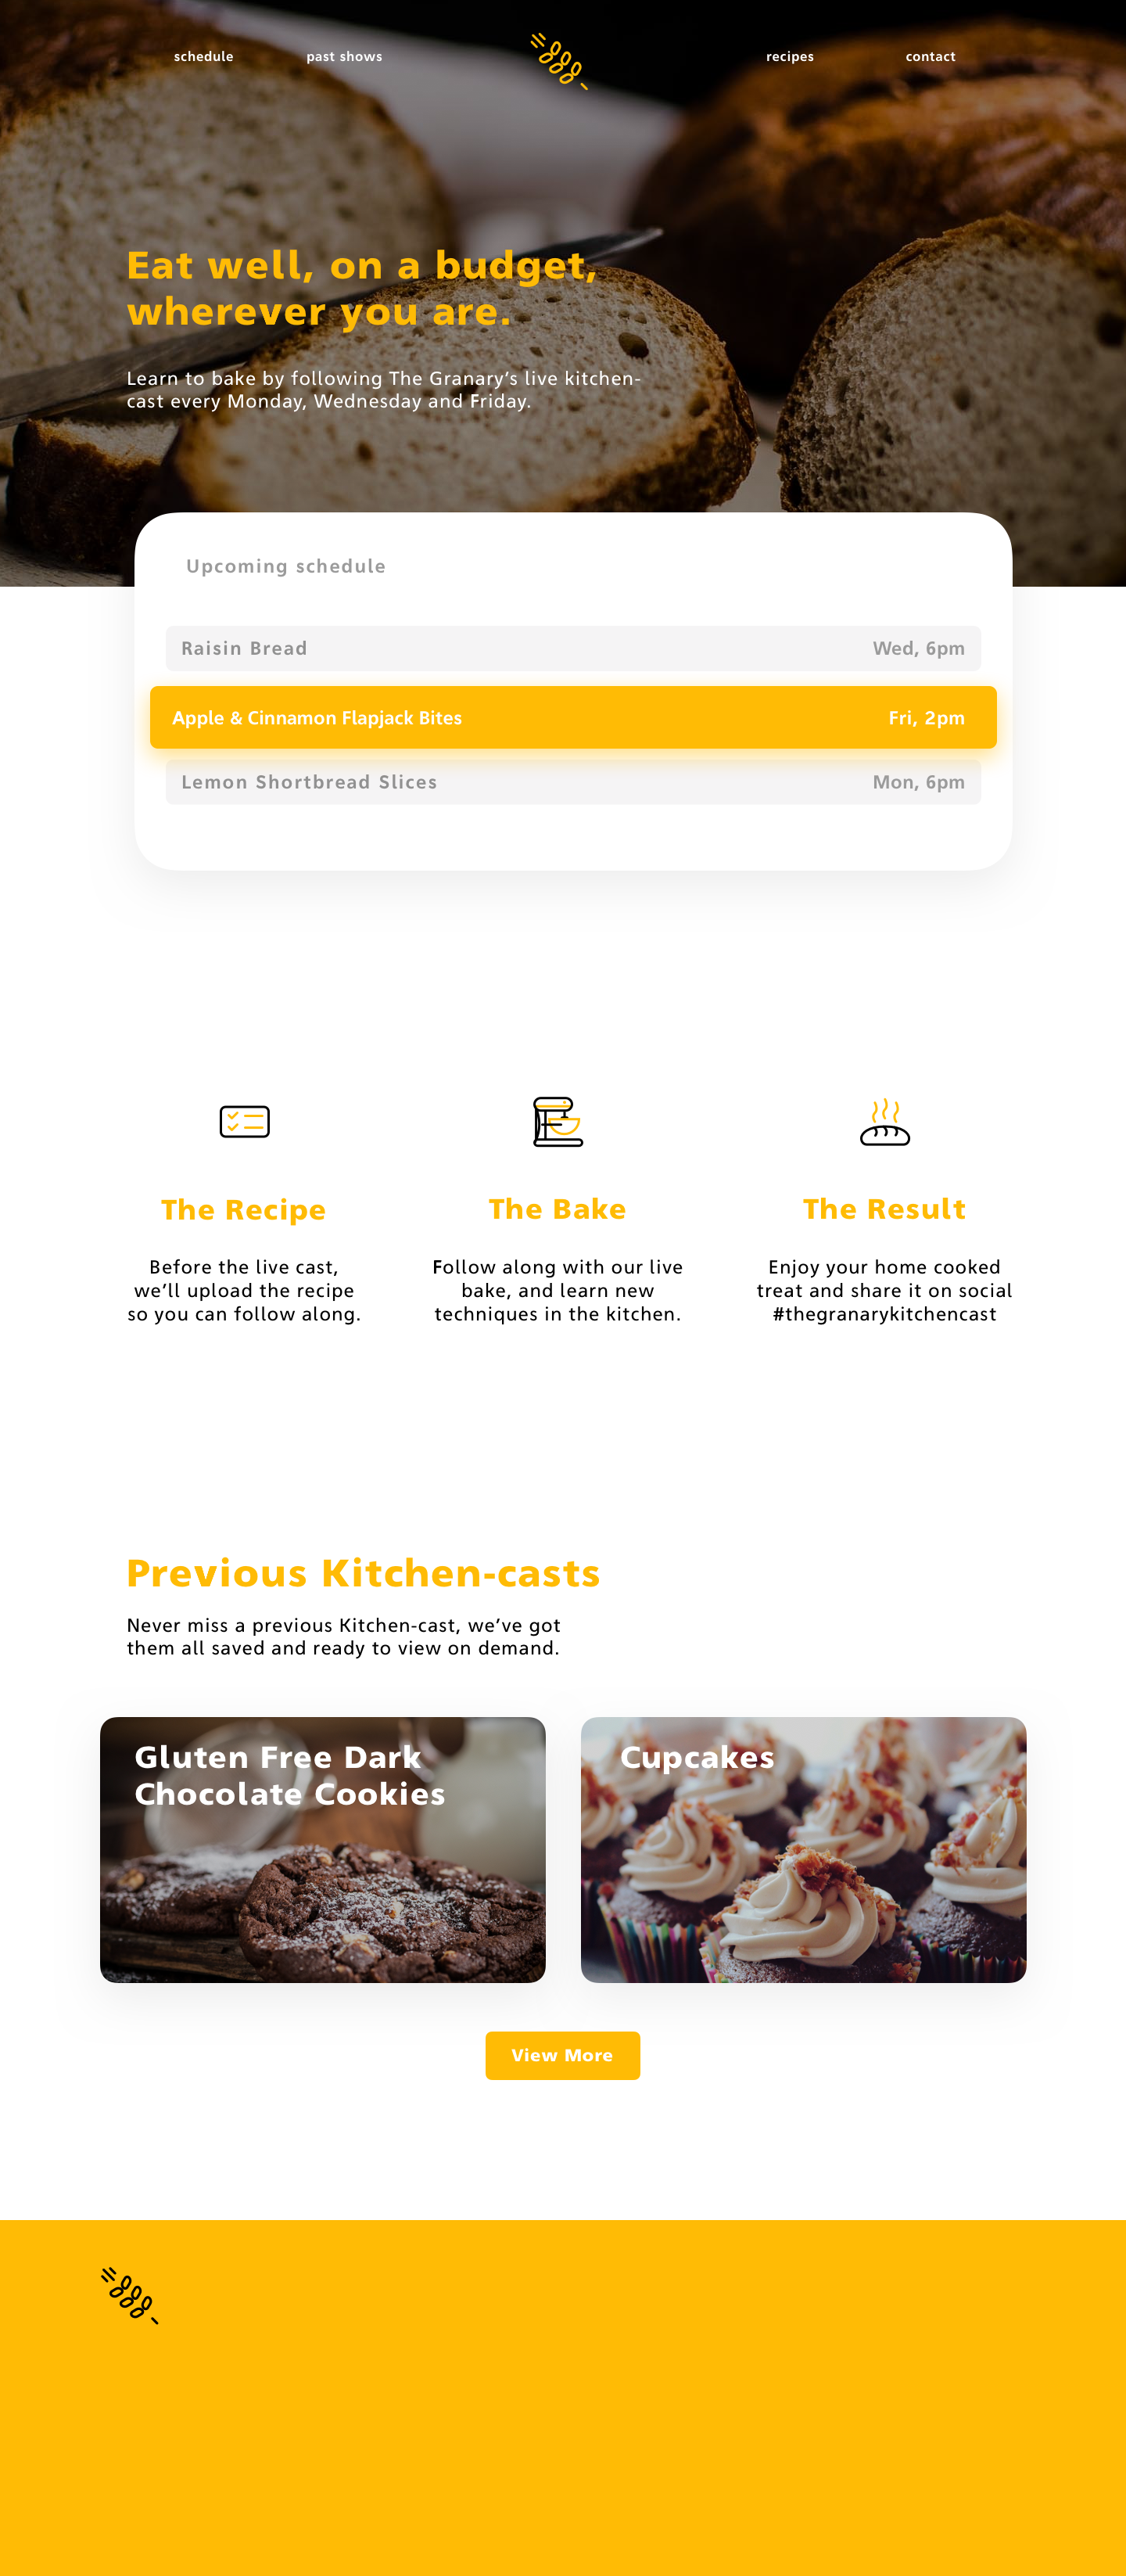 schedule
past shows
recipes
contact
Eat well, on a budget,
wherever you are.
Learn to bake by following The Granary’s live kitchen-
cast every Monday, Wednesday and Friday.
Upcoming schedule
Raisin Bread
Wed, 6pm
Apple & Cinnamon Flapjack Bites
Fri, 2pm
Lemon Shortbread Slices
Mon, 6pm
The Recipe
Before the live cast,
we’ll upload the recipe
so you can follow along.
The Bake
Follow along with our live
bake, and learn new
techniques in the kitchen.
The Result
Enjoy your home cooked
treat and share it on social
#thegranarykitchencast
Previous Kitchen-casts
Never miss a previous Kitchen-cast, we’ve got
them all saved and ready to view on demand.
Gluten Free Dark
Chocolate Cookies
Cupcakes
View More